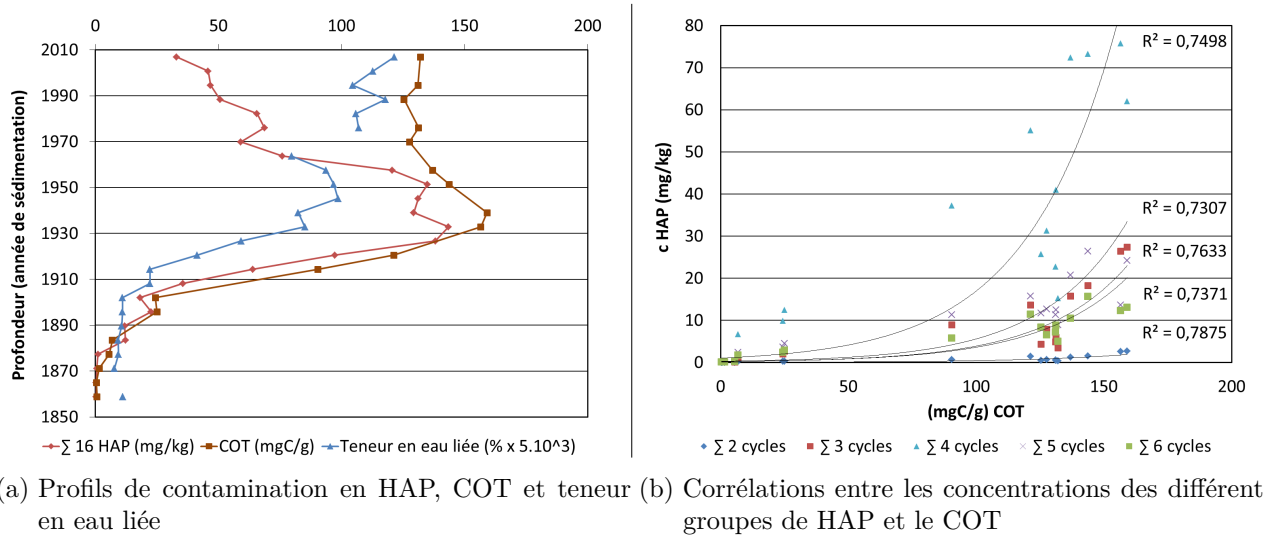 0 50 100 150 200
2010
1990
1970
1950
1930
1910
1890
1870
1850
Profondeur (année de sédimentation)
∑ 16 HAP (mg/kg) COT (mgC/g) Teneur en eau liée (% x 5.10^3)
(a) Profils de contamination en HAP, COT et teneur
en eau liée
80
70
60
50
40
30
20
10
0
c HAP (mg/kg)
R² = 0,7498
R² = 0,7307
R² = 0,7633
R² = 0,7371
R² = 0,7875
0 50 100 150 200
(mgC/g) COT
∑ 2 cycles ∑ 3 cycles ∑ 4 cycles ∑ 5 cycles ∑ 6 cycles
(b) Corrélations entre les concentrations des différent
groupes de HAP et le COT